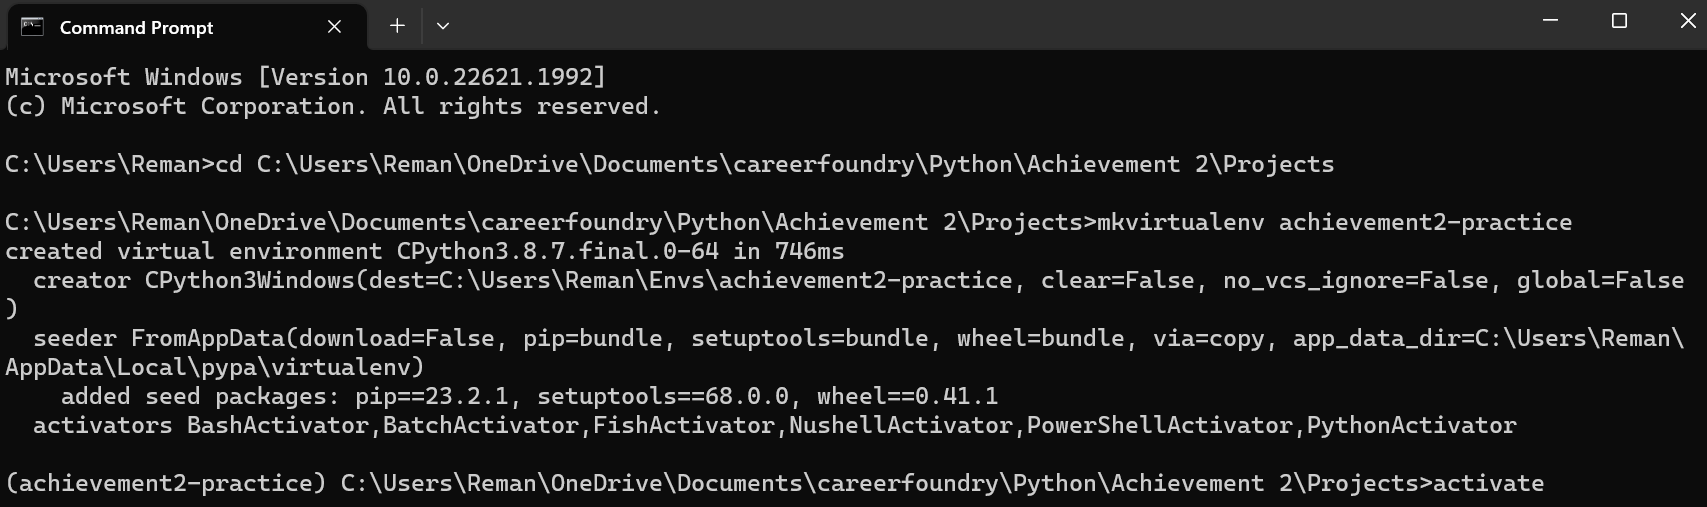 Command Prompt
Microsoft Windows [Version 10.0.22621.1992]
(c) Microsoft Corporation. All rights reserved.
C:\Users\Reman>cd C:\Users\Reman\OneDrive\Documents\careerfoundry\Python\Achievement 2\Projects
C:\Users\Reman\OneDrive\Documents\careerfoundry\Python\Achievement 2\Projects>mkvirtualenv achievement2-practice
created virtual environment CPython3.8.7.final.0-64 in 746ms
  creator CPython3Windows(dest=C:\Users\Reman\Envs\achievement2-practice, clear=False, no_vcs_ignore=False, global=False
)
  seeder FromAppData(download=False, pip=bundle, setuptools=bundle, wheel=bundle, via=copy, app_data_dir=C:\Users\Reman\
AppData\Local\pypa\virtualenv)
    added seed packages: pip==23.2.1, setuptools==68.0.0, wheel==0.41.1
  activators BashActivator,BatchActivator,FishActivator,NushellActivator,PowerShellActivator,PythonActivator
(achievement2-practice) C:\Users\Reman\OneDrive\Documents\careerfoundry\Python\Achievement 2\Projects>activate